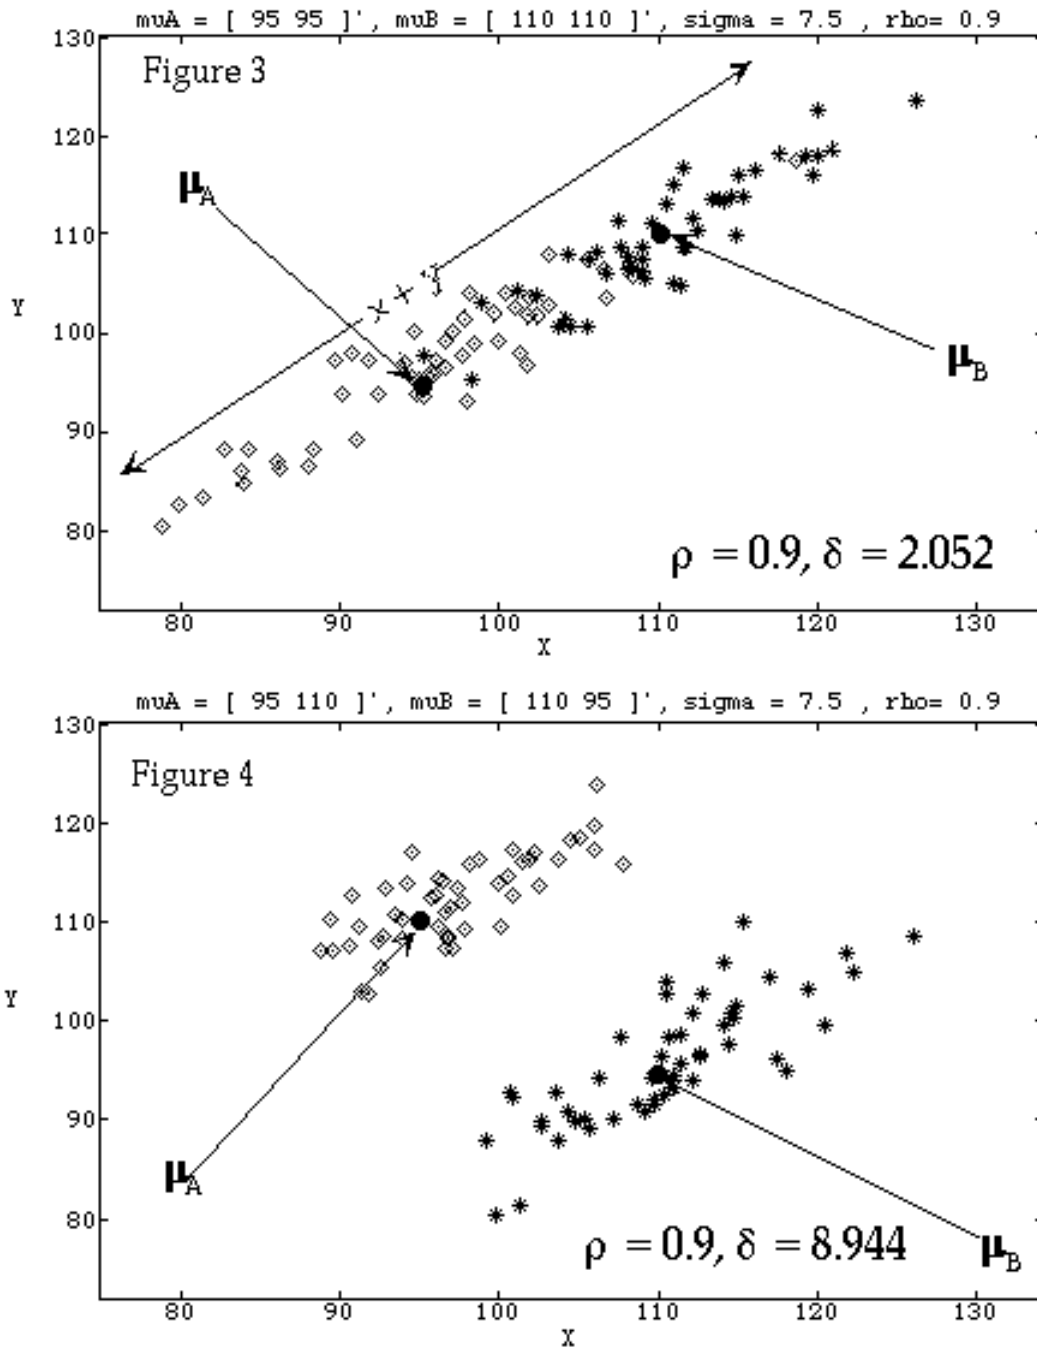 muA = [ 95 95 ]', muB = [ 110 110 ]', sigma = 7.5 , rho= 0.9
Figure 3
130
120
110
100
90
80
Y
μA
μB
ρ = 0.9, δ = 2.052
80 90 100 110 120 130
X
muA = [ 95 110 ]', muB = [ 110 95 ]', sigma = 7.5 , rho= 0.9
Figure 4
130
120
110
100
90
80
Y
μA
μB
ρ = 0.9, δ = 8.944
80 90 100 110 120 130
X